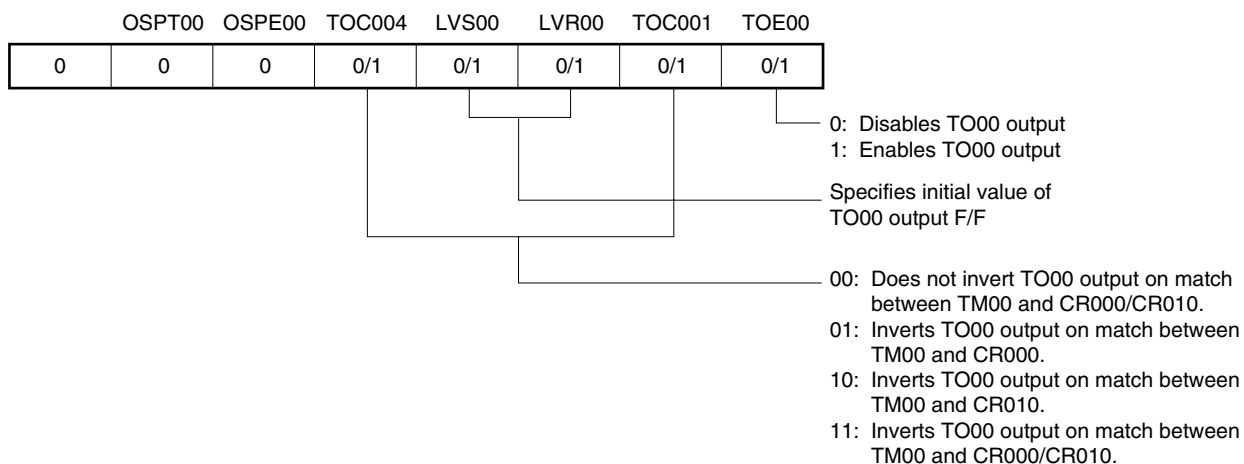 OSPT00 OSPE00 TOC004 LVS00 LVR00 TOC001 TOE00
0 0 0 0/1 0/1 0/1 0/1 0/1
0: Disables TO00 output
1: Enables TO00 output
Specifies initial value of
TO00 output F/F
00: Does not invert TO00 output on match
between TM00 and CR000/CR010.
01: Inverts TO00 output on match between
TM00 and CR000.
10: Inverts TO00 output on match between
TM00 and CR010.
11: Inverts TO00 output on match between
TM00 and CR000/CR010.